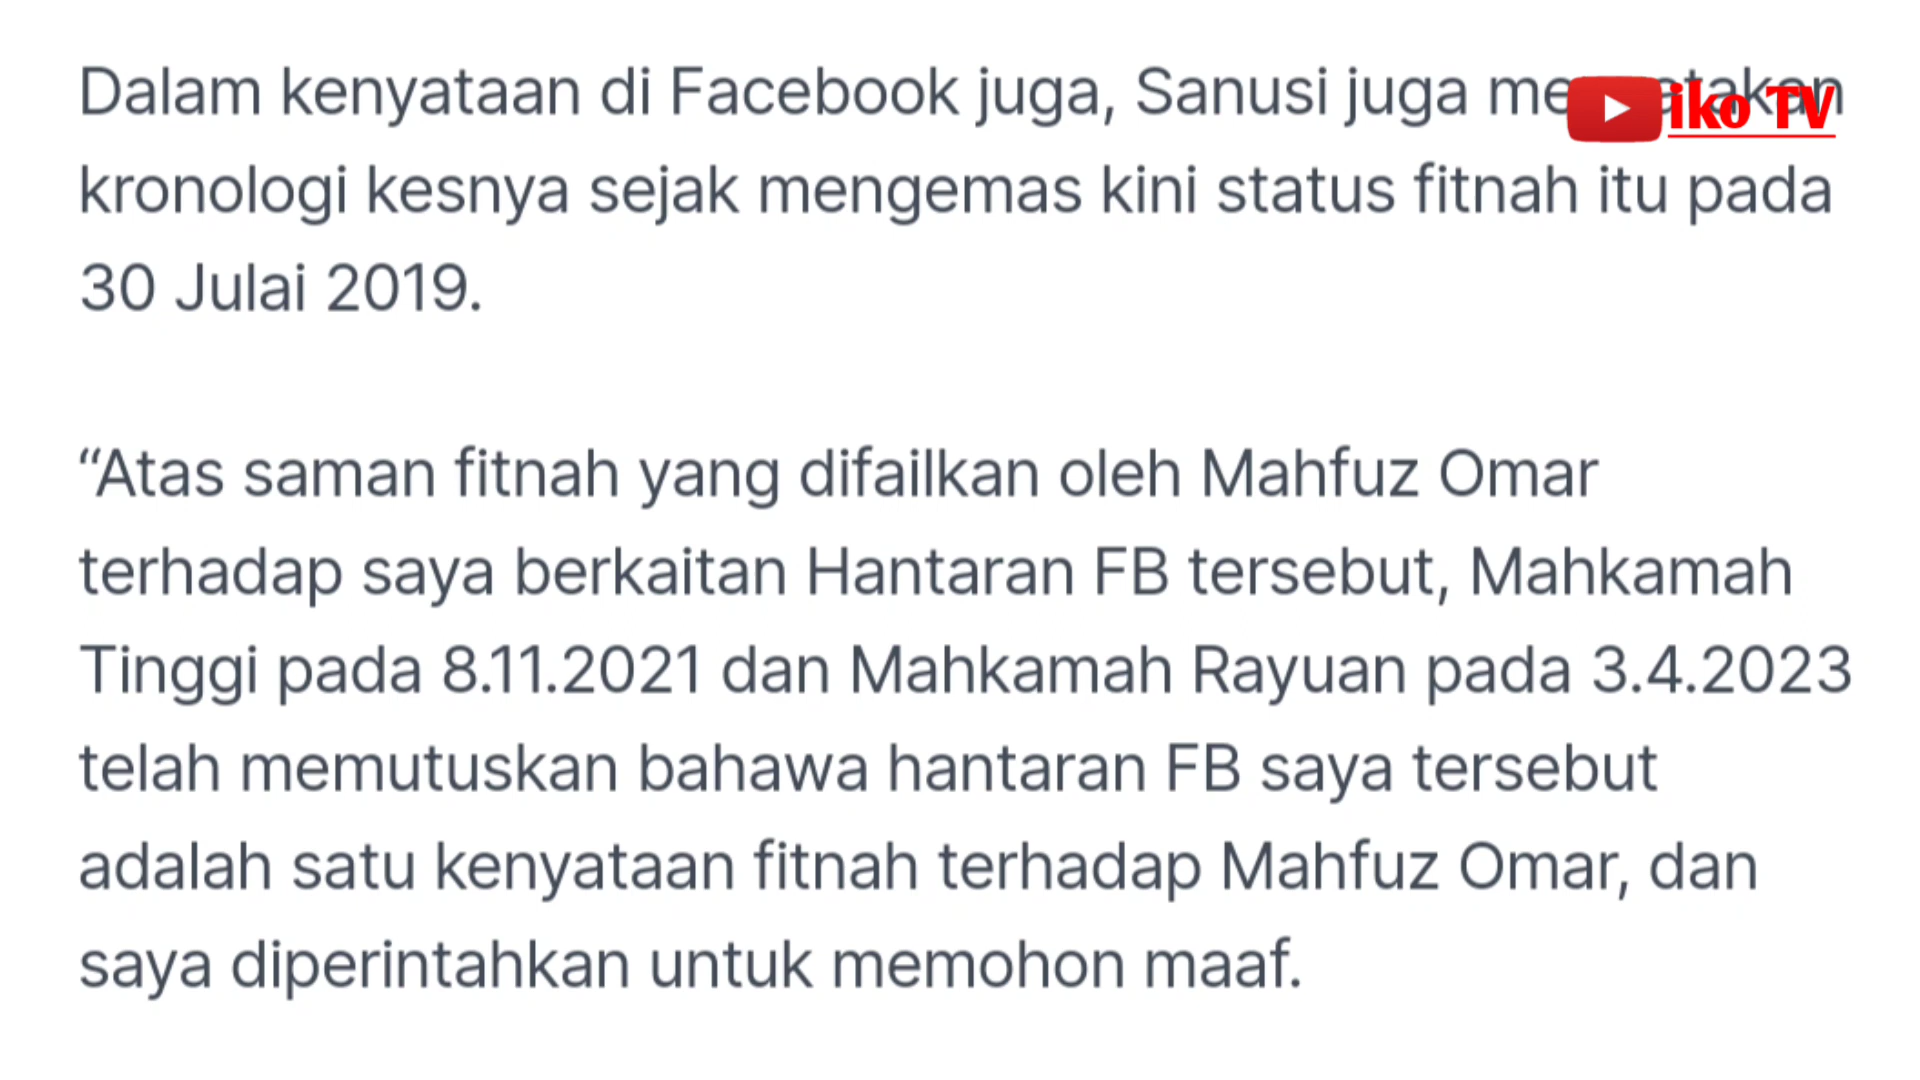 Dalam kenyataan di Facebook juga, Sanusi juga
iko TV
kronologi kesnya sejak mengemas kini status fitnah itu pada
30 Julai 2019.
“Atas saman fitnah yang difailkan oleh Mahfuz Omar
terhadap saya berkaitan Hantaran FB tersebut, Mahkamah
Tinggi pada 8.11.2021 dan Mahkamah Rayuan pada 3.4.2023
telah memutuskan bahawa hantaran FB saya tersebut
adalah satu kenyataan fitnah terhadap Mahfuz Omar, dan
saya diperintahkan untuk memohon maaf.